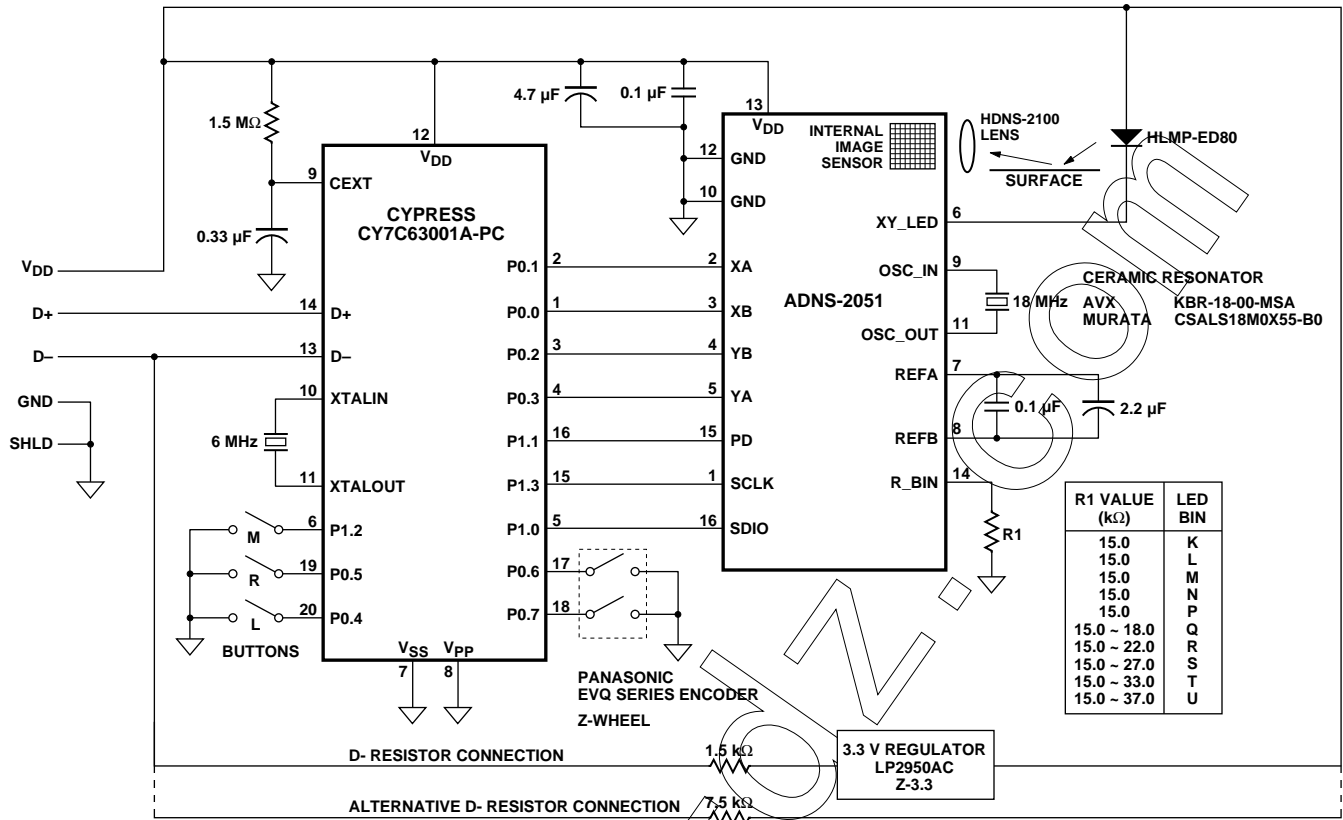 4.7 µF
0.1 µF
1.5 MΩ
12
VDD
13
VDD
INTERNAL
IMAGE
SENSOR
HDNS-2100
LENS
HLMP-ED80
SURFACE
9
CEXT
12
GND
10
GND
CYPRESS
CY7C63001A-PC
6
XY_LED
0.33 µF
VDD
P0.1
2
2
XA
OSC_IN
9
CERAMIC RESONATOR
AVX KBR-18-00-MSA
MURATA CSALS18M0X55-B0
18 MHz
ADNS-2051
D+
14
D+
P0.0
1
3
XB
OSC_OUT
11
D–
13
D–
P0.2
3
4
YB
REFA
7
GND
10
XTALIN
P0.3
4
5
YA
0.1 µF
2.2 µF
SHLD
6 MHz
P1.1
16
15
PD
REFB
8
11
XTALOUT
P1.3
15
1
SCLK
R_BIN
14
M
6
P1.2
P1.0
5
16
SDIO
R1
R
19
P0.5
P0.6
17
L
20
P0.4
P0.7
18
BUTTONS
VSS
7
VPP
8
PANASONIC
EVQ SERIES ENCODER
Z-WHEEL
R1 VALUE
(kΩ)
LED
BIN
15.0 K
15.0 L
15.0 M
15.0 N
15.0 P
15.0 ~ 18.0 Q
15.0 ~ 22.0 R
15.0 ~ 27.0 S
15.0 ~ 33.0 T
15.0 ~ 37.0 U
D- RESISTOR CONNECTION
1.5 kΩ
3.3 V REGULATOR
LP2950AC
Z-3.3
ALTERNATIVE D- RESISTOR CONNECTION
7.5 kΩ